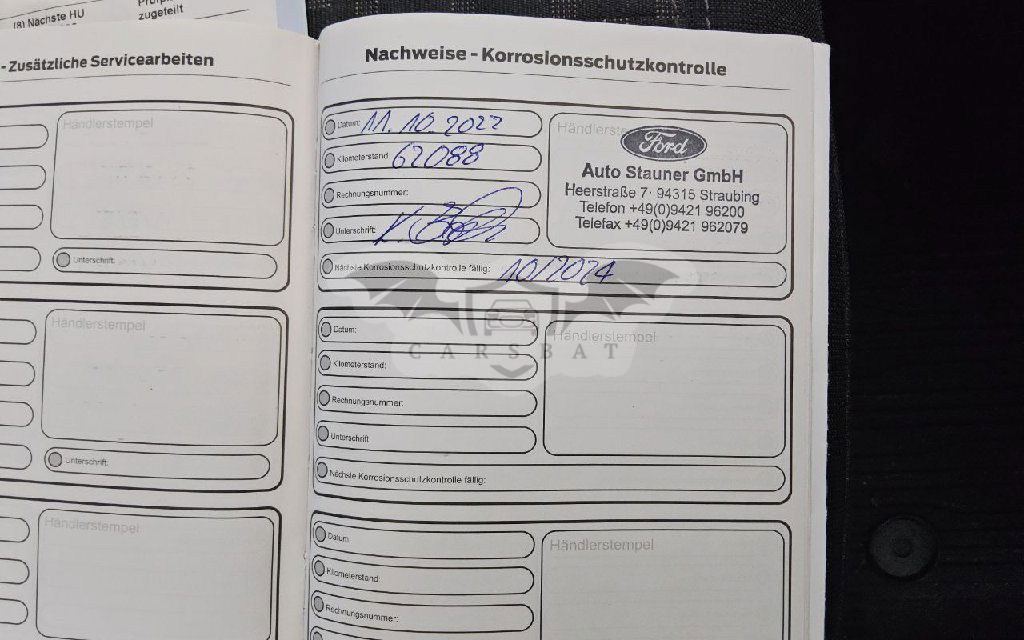 (8) Nächste HU
zugeteilt
- Zusätzliche Servicearbeiten
Händlerstempel
Unterschrift:
Händlerstempel
Unterschrift:
Händlerstempel
Nachweise - Korrosionsschutzkontrolle
Datum: 11.10.2022
Kilometerstand: 62088
Rechnungsnummer:
Unterschrift:
Händlerste
Ford
Auto Stauner GmbH
Heerstraße 7· 94315 Straubing
Telefon +49(0)9421 96200
Telefax +49(0)9421 962079
Nächste Korrosionsschutzkontrolle fällig: 10/2024
CARSBAT
Datum:
Kilometerstand:
Rechnungsnummer:
Unterschrift
Händlerstempel
Nächste Korrosionsschutzkontrolle fällig:
Datum
Kilometerstand
Rechnungsnummer:
Händlerstempel